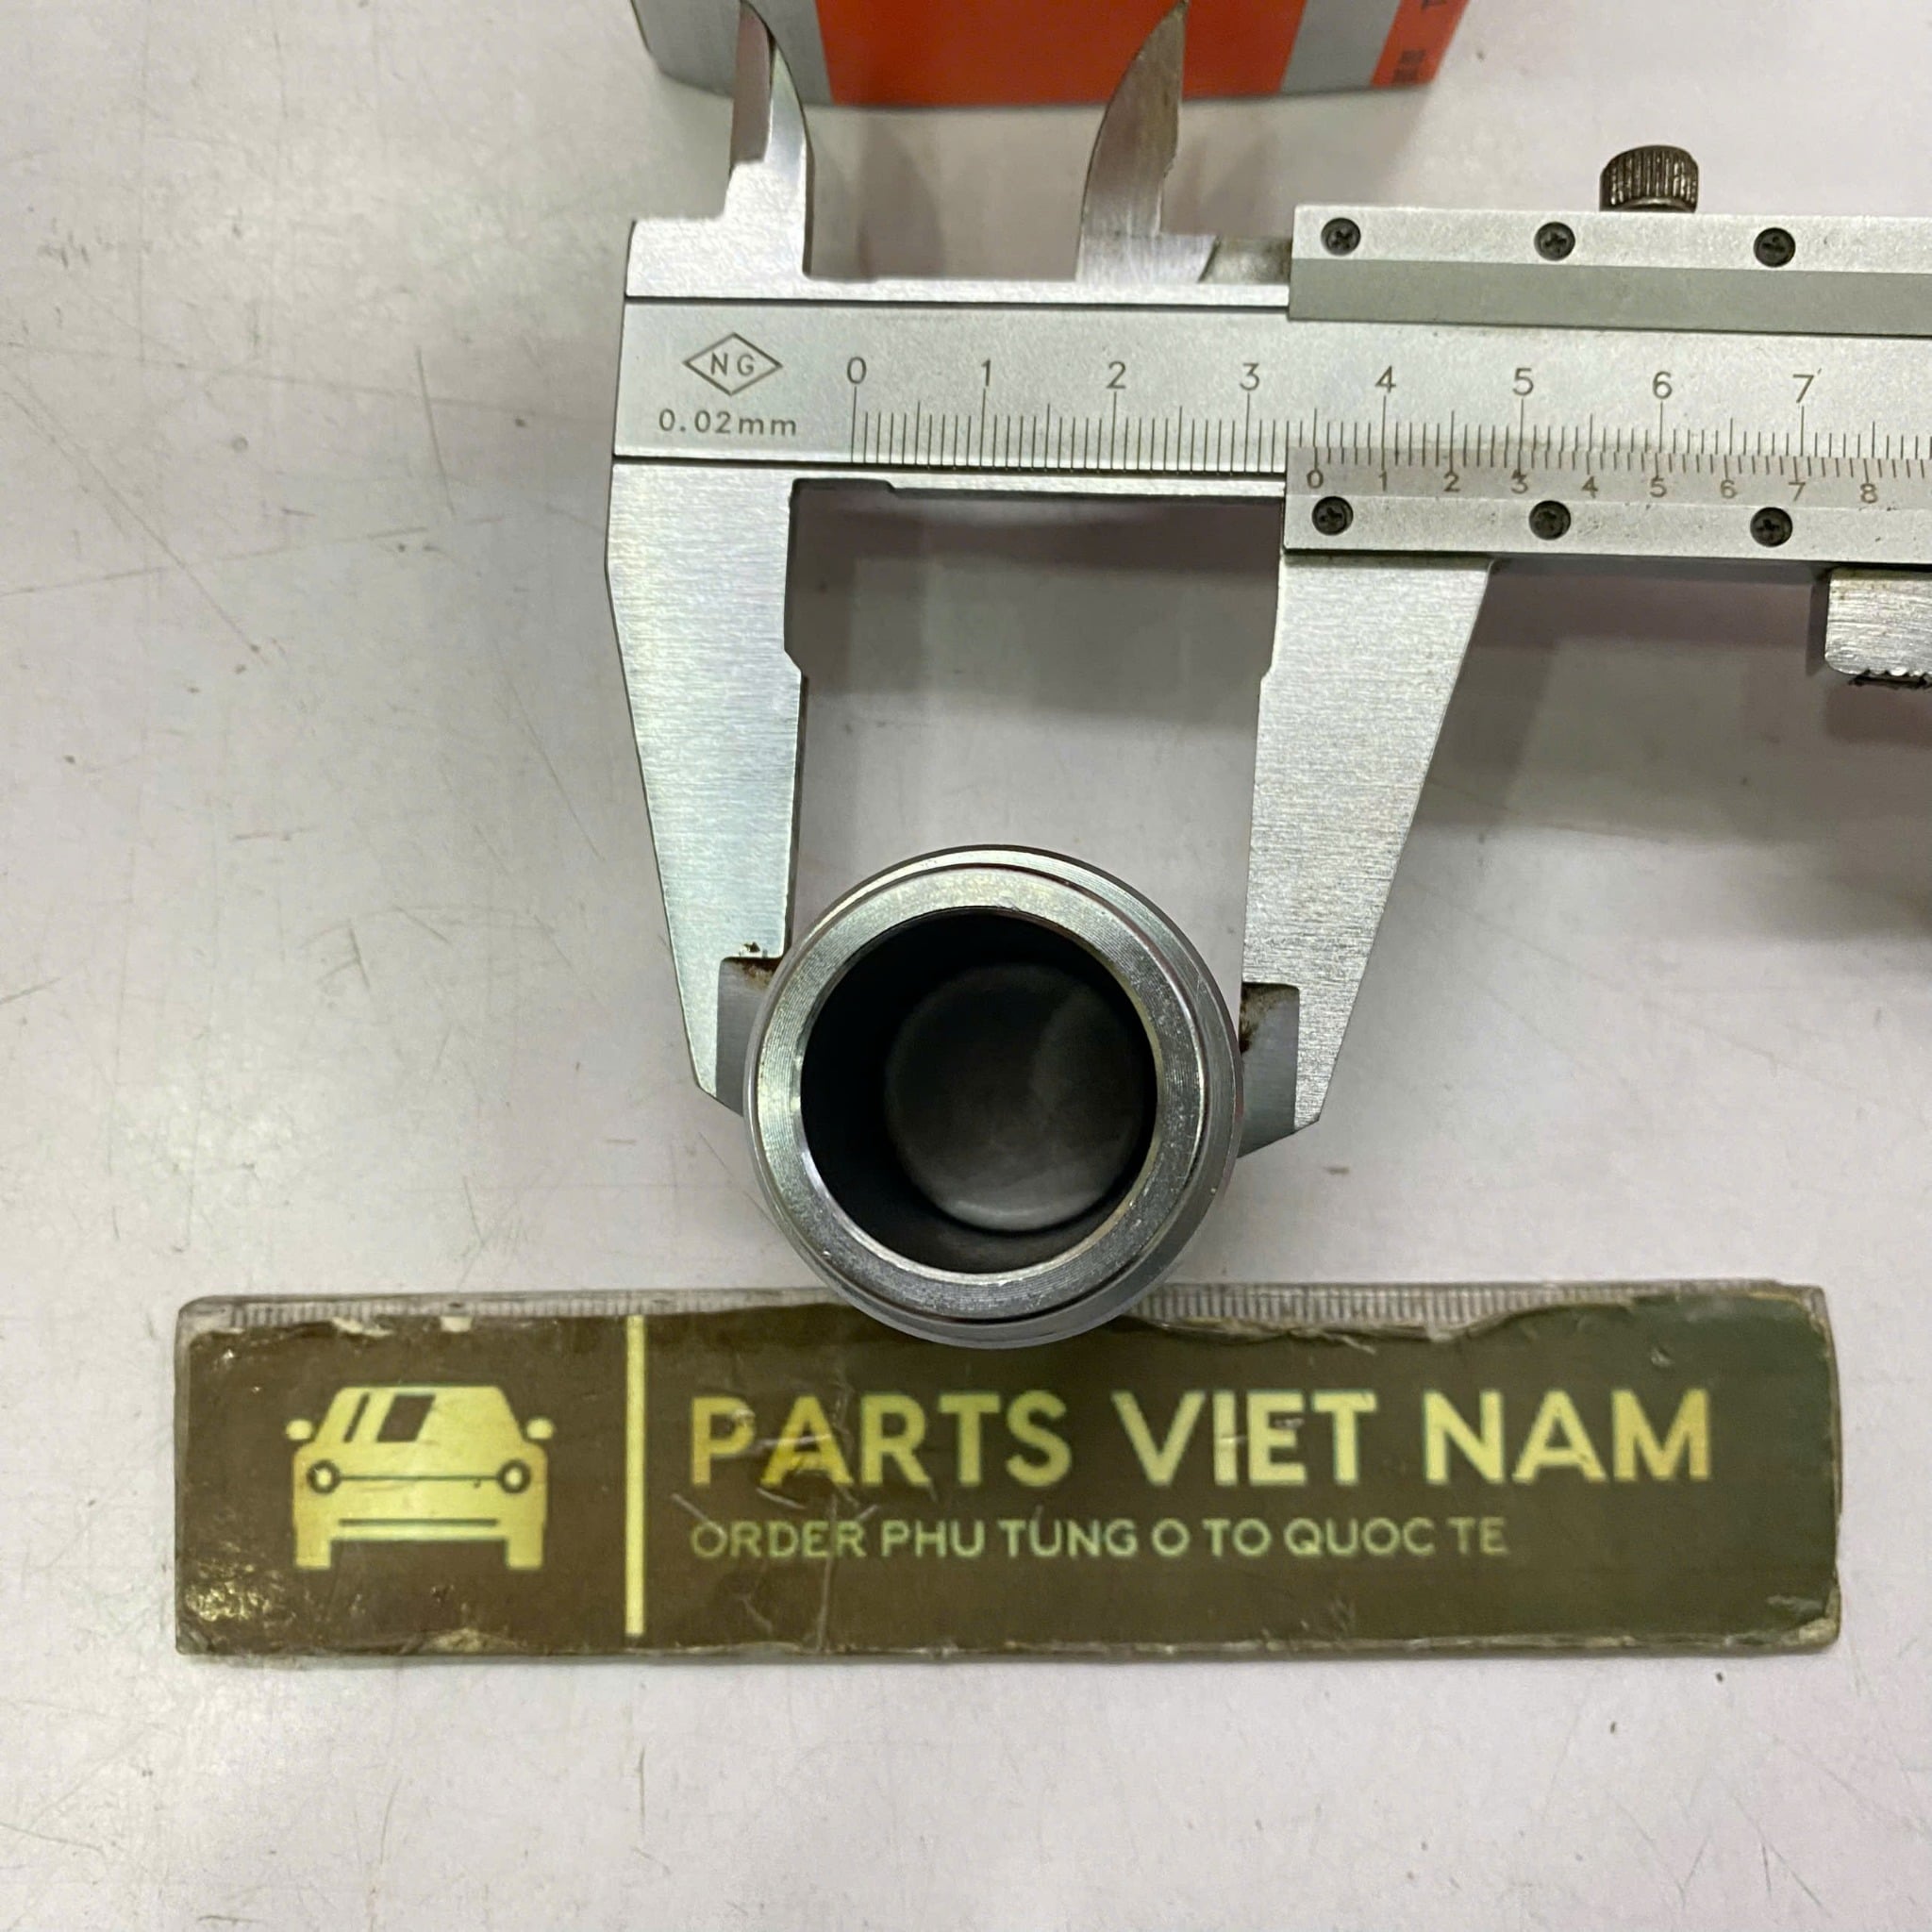 NG
0.02mm
0 1 2 3 4 5 6 7
0 1 2 3 4 5 6 7 8
PARTS VIET NAM
ORDER PHU TUNG O TO QUOC TE